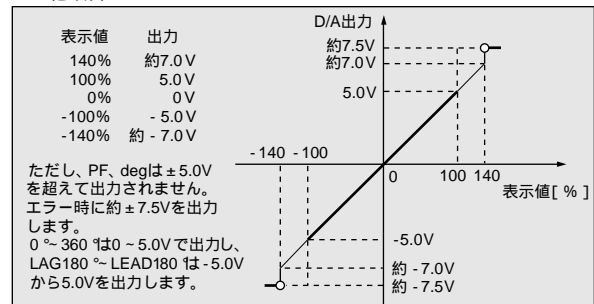 表示値 出力
140% 約7.0V
100% 5.0V
0% 0V
-100% -5.0V
-140% 約-7.0V
ただし、PF、degは±5.0V
を超えて出力されません。
エラー時に約±7.5Vを出力
します。
0°~360°は0~5.0Vで出力し、
LAG180°~LEAD180°は-5.0V
から5.0Vを出力します。
D/A出力
約7.5V
約7.0V
5.0V
-140 -100
0 100 140
表示値[%]
-5.0V
約-7.0V
約-7.5V